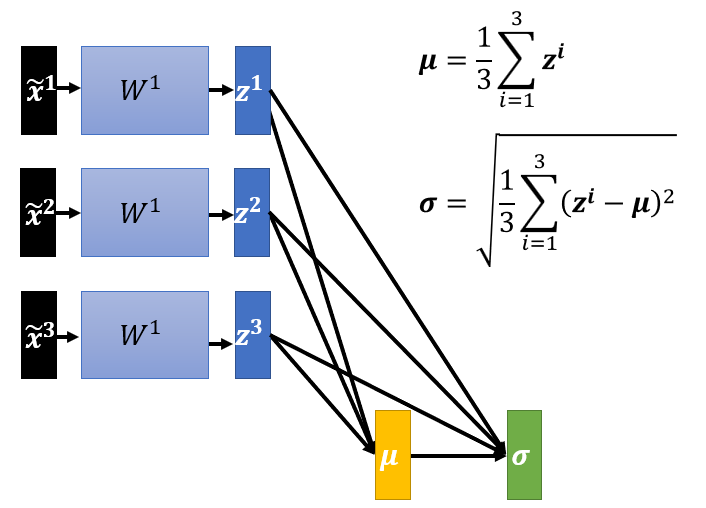 x̃¹ W¹ z¹
μ = 1/3 ∑_{i=1}^{3} zⁱ
x̃² W¹ z²
σ = √(1/3 ∑_{i=1}^{3} (zⁱ − μ)²)
x̃³ W¹ z³
μ σ